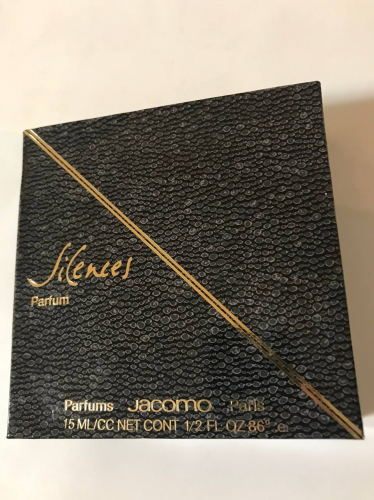 Silences
Parfum
Parfums Jacomo Paris
15 ML/CC NET CONT 1/2 FL OZ 86° e